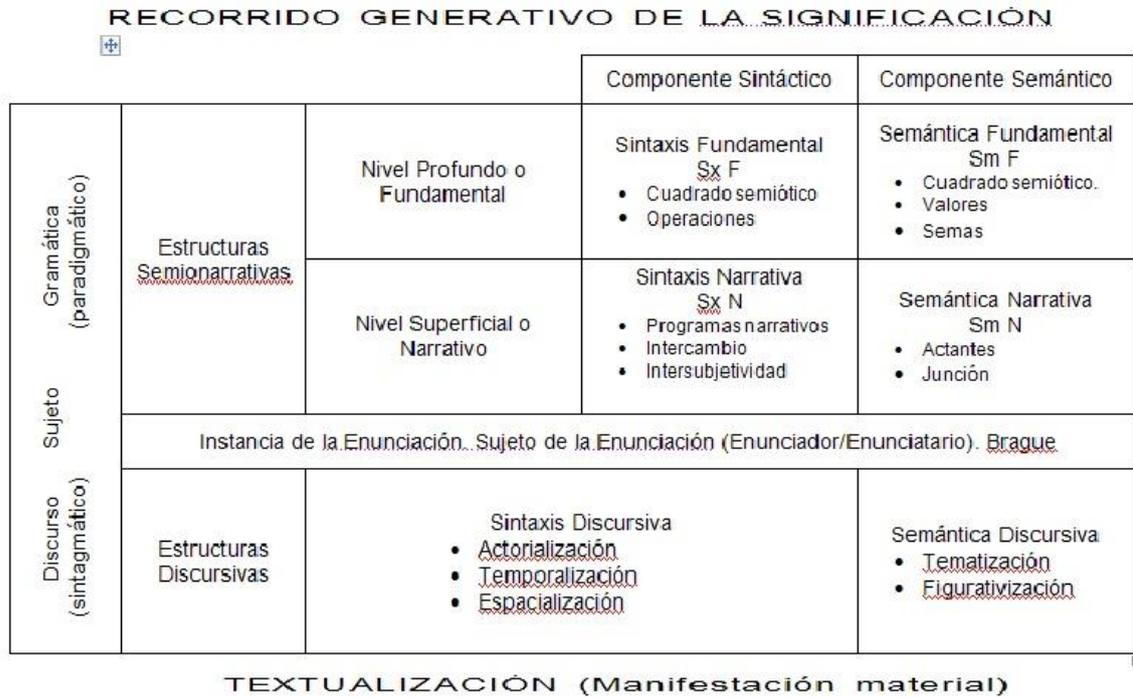 RECORRIDO GENERATIVO DE LA SIGNIFICACIÓN
Componente Sintáctico
Componente Semántico
Gramática
(paradigmático)
Estructuras
Semionarrativas
Nivel Profundo o
Fundamental
Sintaxis Fundamental
Sx F
• Cuadrado semiótico
• Operaciones
Semántica Fundamental
Sm F
• Cuadrado semiótico.
• Valores
• Semas
Nivel Superficial o
Narrativo
Sintaxis Narrativa
Sx N
• Programas narrativos
• Intercambio
• Intersubjetividad
Semántica Narrativa
Sm N
• Actantes
• Junción
Sujeto
Instancia de la Enunciación. Sujeto de la Enunciación (Enunciador/Enunciatario). Brague
Discurso
(sintagmático)
Estructuras
Discursivas
Sintaxis Discursiva
• Actorialización
• Temporalización
• Espacialización
Semántica Discursiva
• Tematización
• Figurativización
TEXTUALIZACIÓN (Manifestación material)